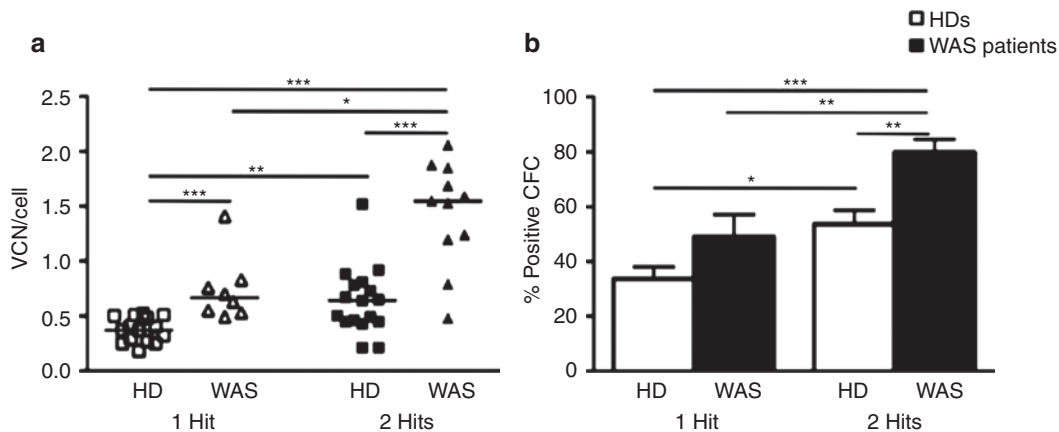 a
VCN/cell
2.5
2.0
1.5
1.0
0.5
0.0
***
*
***
**
***
HD WAS HD WAS
1 Hit 2 Hits
b
HDs
WAS patients
% Positive CFC
100
80
60
40
20
0
***
**
**
*
HD WAS HD WAS
1 Hit 2 Hits